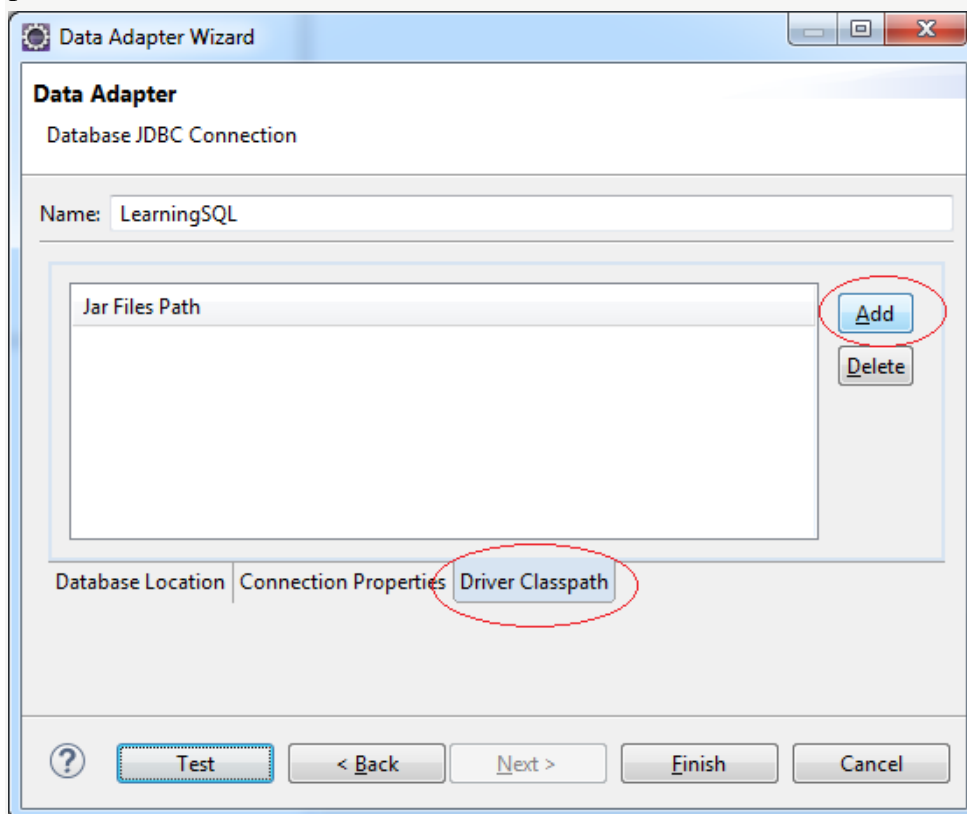 Data Adapter Wizard
Data Adapter
Database JDBC Connection
Name: LearningSQL
Jar Files Path
Add
Delete
Database Location Connection Properties Driver Classpath
? Test < Back Next > Finish Cancel